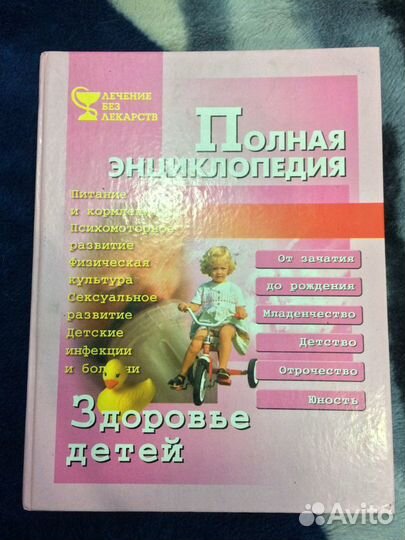 ЛЕЧЕНИЕ
БЕЗ
ЛЕКАРСТВ
ПОЛНАЯ
ЭНЦИКЛОПЕДИЯ
Питание
и кормление
Психомоторное
развитие
Физическая
культура
Сексуальное
развитие
Детские
инфекции
и болезни
От зачатия
до рождения
Младенчество
Детство
Отрочество
Юность
Здоровье
детей
Avito